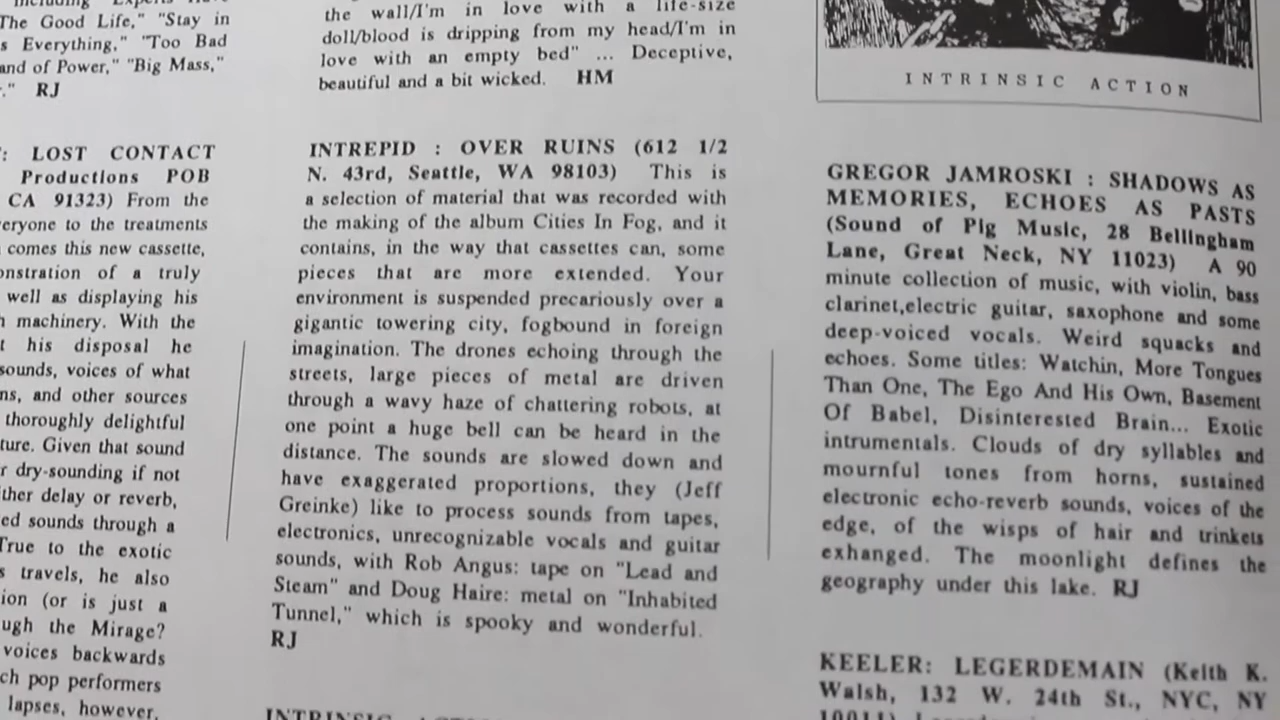 The Good Life," "Stay in
s Everything," "Too Bad
and of Power," "Big Mass,"
." RJ
: LOST CONTACT
Productions POB
CA 91323) From the
veryone to the treatments
comes this new cassette,
onstration of a truly
well as displaying his
h machinery. With the
t his disposal he
sounds, voices of what
ns, and other sources
thoroughly delightful
ture. Given that sound
r dry-sounding if not
ther delay or reverb,
ed sounds through a
True to the exotic
s travels, he also
ion (or is just a
ugh the Mirage?
voices backwards
ch pop performers
lapses, however,
the wall/I'm in love with a life-size
doll/blood is dripping from my head/I'm in
love with an empty bed" ... Deceptive,
beautiful and a bit wicked. HM
INTREPID : OVER RUINS (612 1/2
N. 43rd, Seattle, WA 98103) This is
a selection of material that was recorded with
the making of the album Cities In Fog, and it
contains, in the way that cassettes can, some
pieces that are more extended. Your
environment is suspended precariously over a
gigantic towering city, fogbound in foreign
imagination. The drones echoing through the
streets, large pieces of metal are driven
through a wavy haze of chattering robots, at
one point a huge bell can be heard in the
distance. The sounds are slowed down and
have exaggerated proportions, they (Jeff
Greinke) like to process sounds from tapes,
electronics, unrecognizable vocals and guitar
sounds, with Rob Angus: tape on "Lead and
Steam" and Doug Haire: metal on "Inhabited
Tunnel," which is spooky and wonderful.
RJ
INTRINSIC
INTRINSIC ACTION
GREGOR JAMROSKI : SHADOWS AS
MEMORIES, ECHOES AS PASTS
(Sound of Pig Music, 28 Bellingham
Lane, Great Neck, NY 11023) A 90
minute collection of music, with violin, bass
clarinet,electric guitar, saxophone and some
deep-voiced vocals. Weird squacks and
echoes. Some titles: Watchin, More Tongues
Than One, The Ego And His Own, Basement
Of Babel, Disinterested Brain... Exotic
intrumentals. Clouds of dry syllables and
mournful tones from horns, sustained
electronic echo-reverb sounds, voices of the
edge, of the wisps of hair and trinkets
exhanged. The moonlight defines the
geography under this lake. RJ
KEELER: LEGERDEMAIN (Keith K.
Walsh, 132 W. 24th St., NYC, NY
10011)